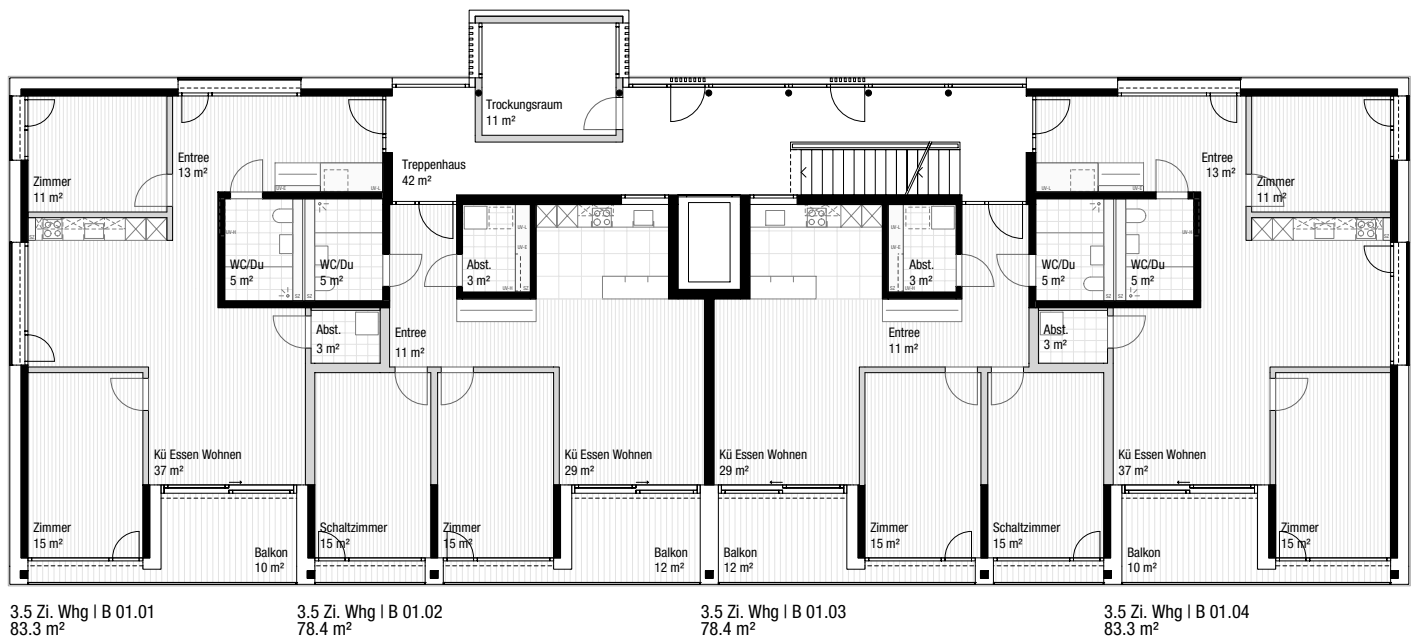 Trockungsraum
11 m²
Treppenhaus
42 m²
Entree
13 m²
Zimmer
11 m²
WC/Du
5 m²
WC/Du
5 m²
Abst.
3 m²
Abst.
3 m²
Entree
11 m²
Kü Essen Wohnen
37 m²
Kü Essen Wohnen
29 m²
Zimmer
15 m²
Schaltzimmer
15 m²
Zimmer
15 m²
Balkon
10 m²
Balkon
12 m²
Entree
13 m²
Zimmer
11 m²
Abst.
3 m²
WC/Du
5 m²
WC/Du
5 m²
Entree
11 m²
Abst.
3 m²
Kü Essen Wohnen
29 m²
Kü Essen Wohnen
37 m²
Balkon
12 m²
Zimmer
15 m²
Schaltzimmer
15 m²
Balkon
10 m²
Zimmer
15 m²
3.5 Zi. Whg | B 01.01
83.3 m²
3.5 Zi. Whg | B 01.02
78.4 m²
3.5 Zi. Whg | B 01.03
78.4 m²
3.5 Zi. Whg | B 01.04
83.3 m²